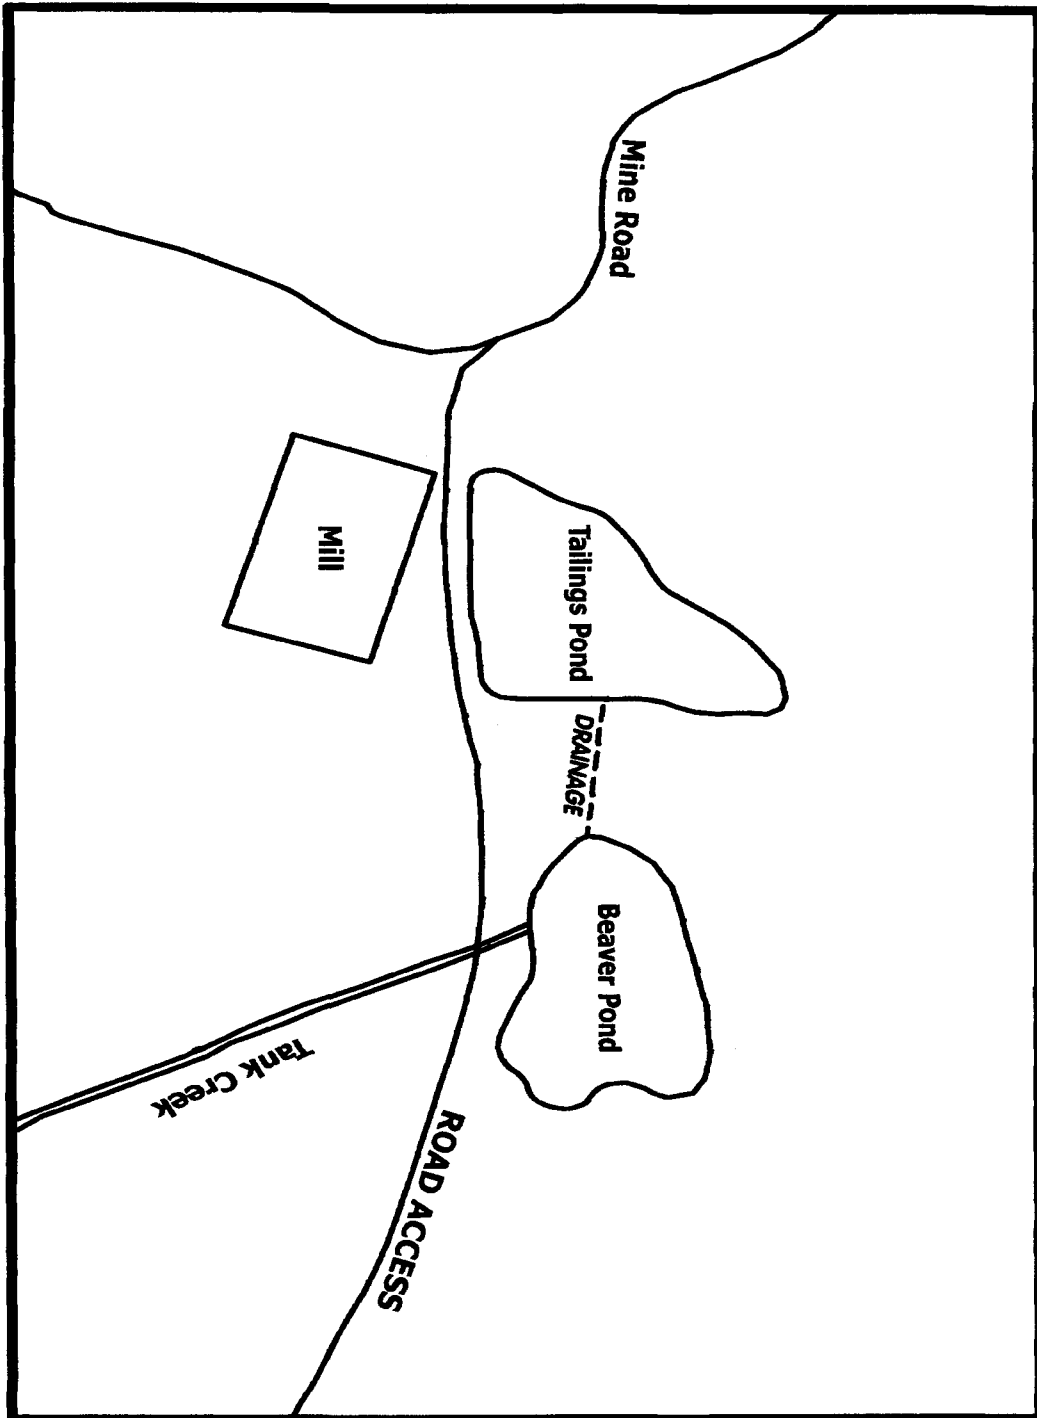 Mine Road
Mill
Tailings Pond
DRAINAGE
Beaver Pond
Tank Creek
ROAD ACCESS